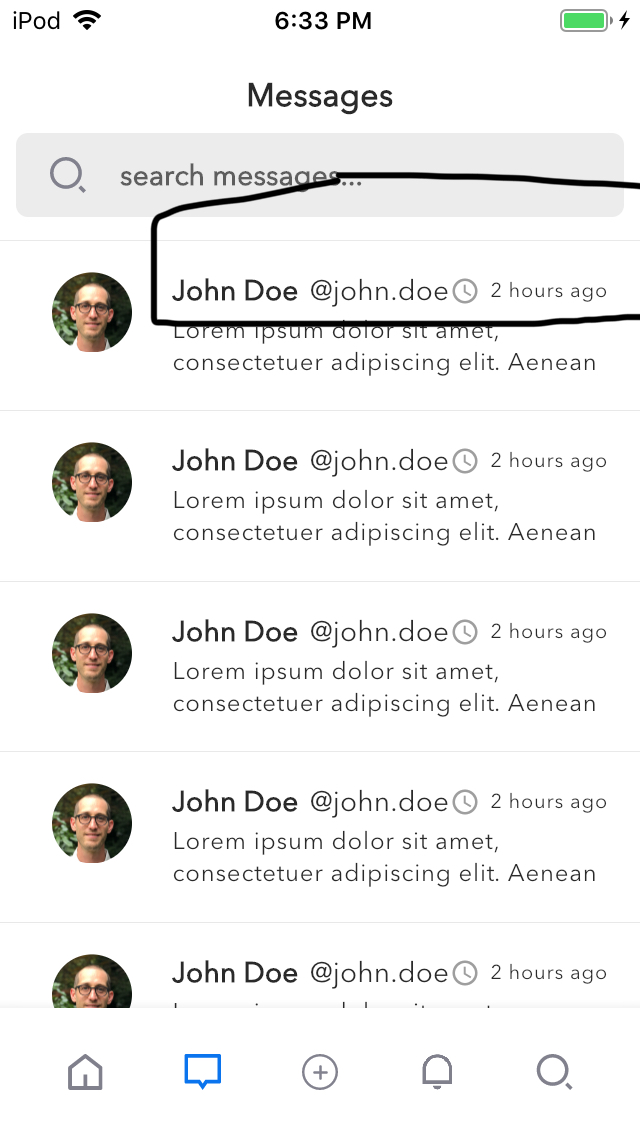 iPod 6:33 PM
Messages
search messages...
John Doe @john.doe 2 hours ago
Lorem ipsum dolor sit amet,
consectetuer adipiscing elit. Aenean
John Doe @john.doe 2 hours ago
Lorem ipsum dolor sit amet,
consectetuer adipiscing elit. Aenean
John Doe @john.doe 2 hours ago
Lorem ipsum dolor sit amet,
consectetuer adipiscing elit. Aenean
John Doe @john.doe 2 hours ago
Lorem ipsum dolor sit amet,
consectetuer adipiscing elit. Aenean
John Doe @john.doe 2 hours ago